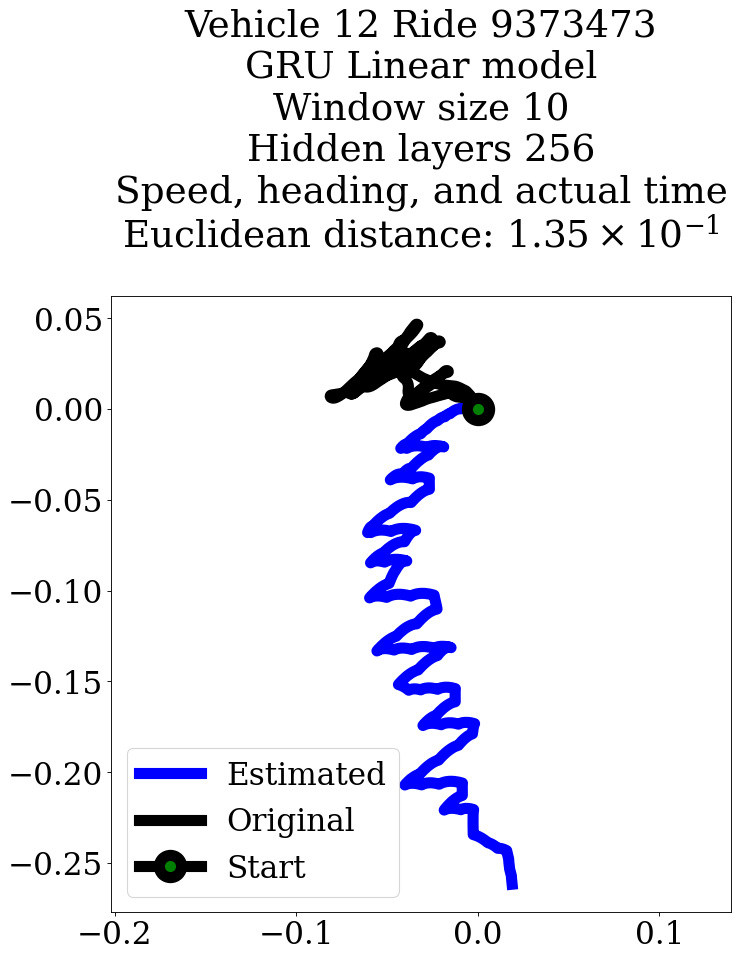 Vehicle 12 Ride 9373473
GRU Linear model
Window size 10
Hidden layers 256
Speed, heading, and actual time
Euclidean distance: 1.35 × 10⁻¹
0.05
0.00
−0.05
−0.10
−0.15
−0.20
−0.25
Estimated
Original
Start
−0.2
−0.1
0.0
0.1